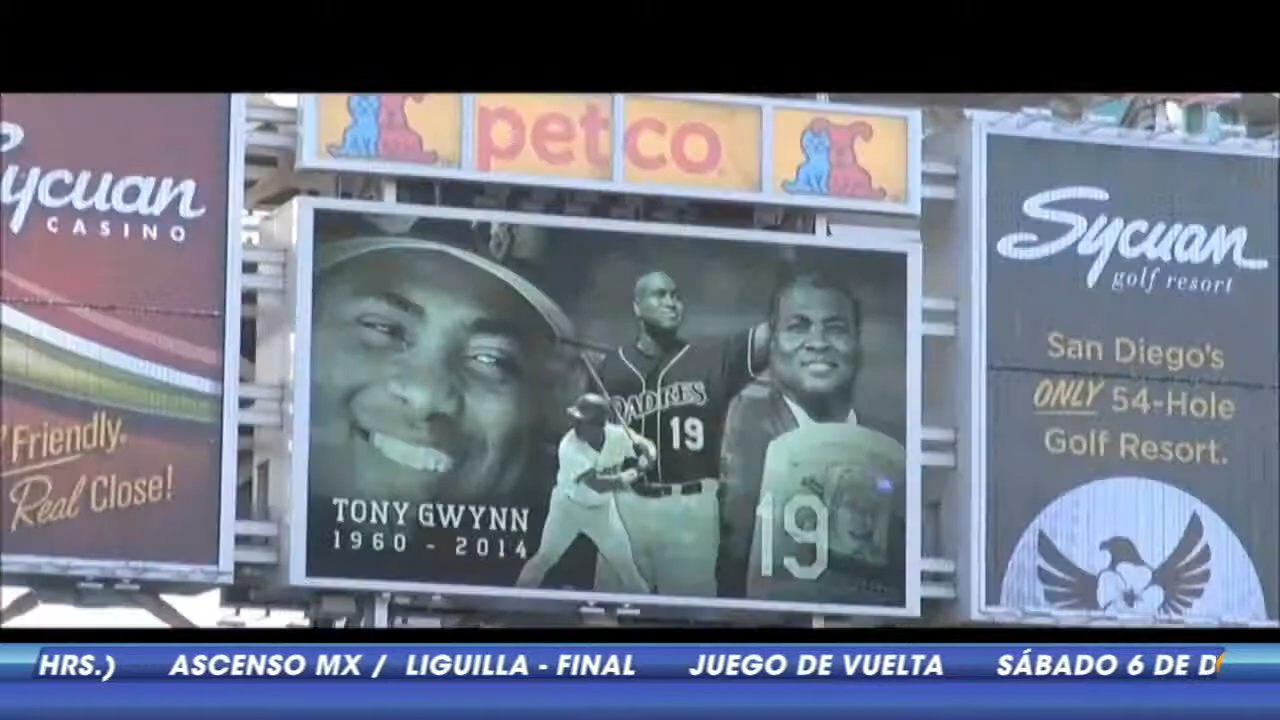 Sycuan
CASINO
Friendly.
Real Close!
petco
PADRES
19
TONY GWYNN
1960 - 2014
19
Sycuan
golf resort
San Diego's
ONLY 54-Hole
Golf Resort.
HRS.) ASCENSO MX / LIGUILLA - FINAL JUEGO DE VUELTA SÁBADO 6 DE D